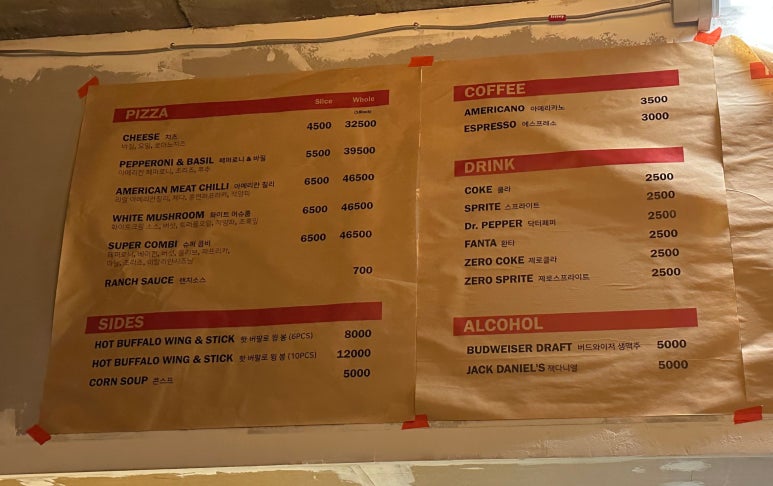 PIZZA Slice Whole
CHEESE 치즈 4500 32500
PEPPERONI & BASIL 페퍼로니 & 바질 5500 39500
AMERICAN MEAT CHILLI 아메리칸 칠리 6500 46500
WHITE MUSHROOM 화이트 머쉬룸 6500 46500
SUPER COMBI 슈퍼 콤비 6500 46500
RANCH SAUCE 랜치소스 700
SIDES
HOT BUFFALO WING & STICK 핫 버팔로 윙 봉 (6PCS) 8000
HOT BUFFALO WING & STICK 핫 버팔로 윙 봉 (10PCS) 12000
CORN SOUP 콘스프 5000
COFFEE
AMERICANO 아메리카노 3500
ESPRESSO 에스프레소 3000
DRINK
COKE 콜라 2500
SPRITE 스프라이트 2500
Dr. PEPPER 닥터페퍼 2500
FANTA 환타 2500
ZERO COKE 제로콜라 2500
ZERO SPRITE 제로스프라이트 2500
ALCOHOL
BUDWEISER DRAFT 버드와이저 생맥주 5000
JACK DANIEL'S 잭다니엘 5000